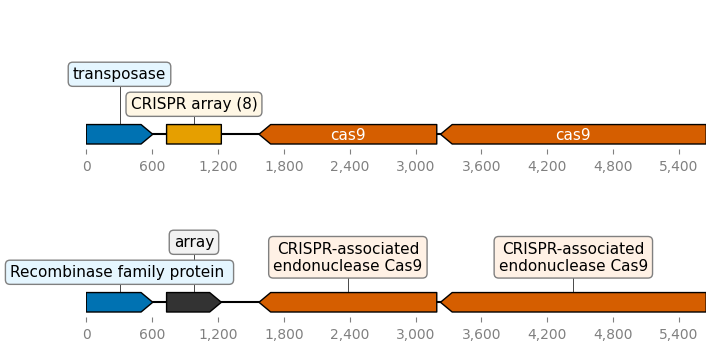 transposase
CRISPR array (8)
cas9 cas9
0 600 1,200 1,800 2,400 3,000 3,600 4,200 4,800 5,400
array
CRISPR-associated
endonuclease Cas9
CRISPR-associated
endonuclease Cas9
Recombinase family protein
0 600 1,200 1,800 2,400 3,000 3,600 4,200 4,800 5,400